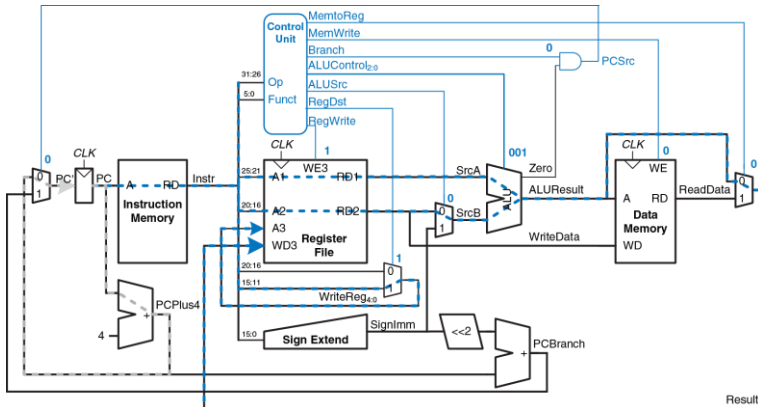 MemtoReg
Control
Unit
MemWrite
Branch
0
ALUControl2:0
PCSrc
31:26
Op
ALUSrc
5:0
Funct
RegDst
RegWrite
CLK
CLK
CLK
0
1
001
0
0
WE3
WE
0
PC'
PC
A
RD
Instr
25:21
A1
RD1
SrcA
Zero
0
1
0
1
Instruction
Memory
20:16
A2
RD2
0
SrcB
ALU
ALUResult
A
RD
ReadData
1
A3
Data
Memory
WD3
Register
File
WriteData
WD
1
20:16
0
PCPlus4
15:11
1
WriteReg4:0
+
4
15:0
SignImm
<<2
Sign Extend
PCBranch
+
Result